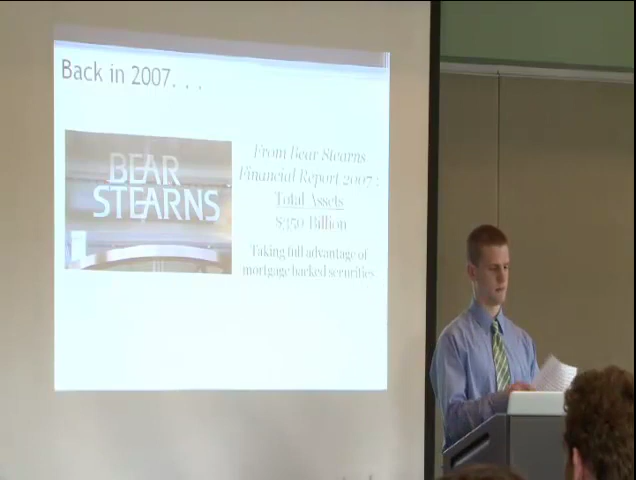 Back in 2007. . .
BEAR
STEARNS
From Bear Stearns
Financial Report 2007 :
Total Assets
$350 Billion
Taking full advantage of
mortgage backed securities